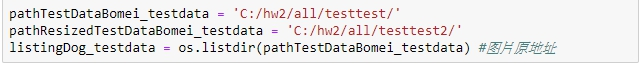 pathTestDataBomei_testdata = 'C:/hw2/all/testtest/'
pathResizedTestDataBomei_testdata = 'C:/hw2/all/testtest2/'
listingDog_testdata = os.listdir(pathTestDataBomei_testdata) #图片原地址